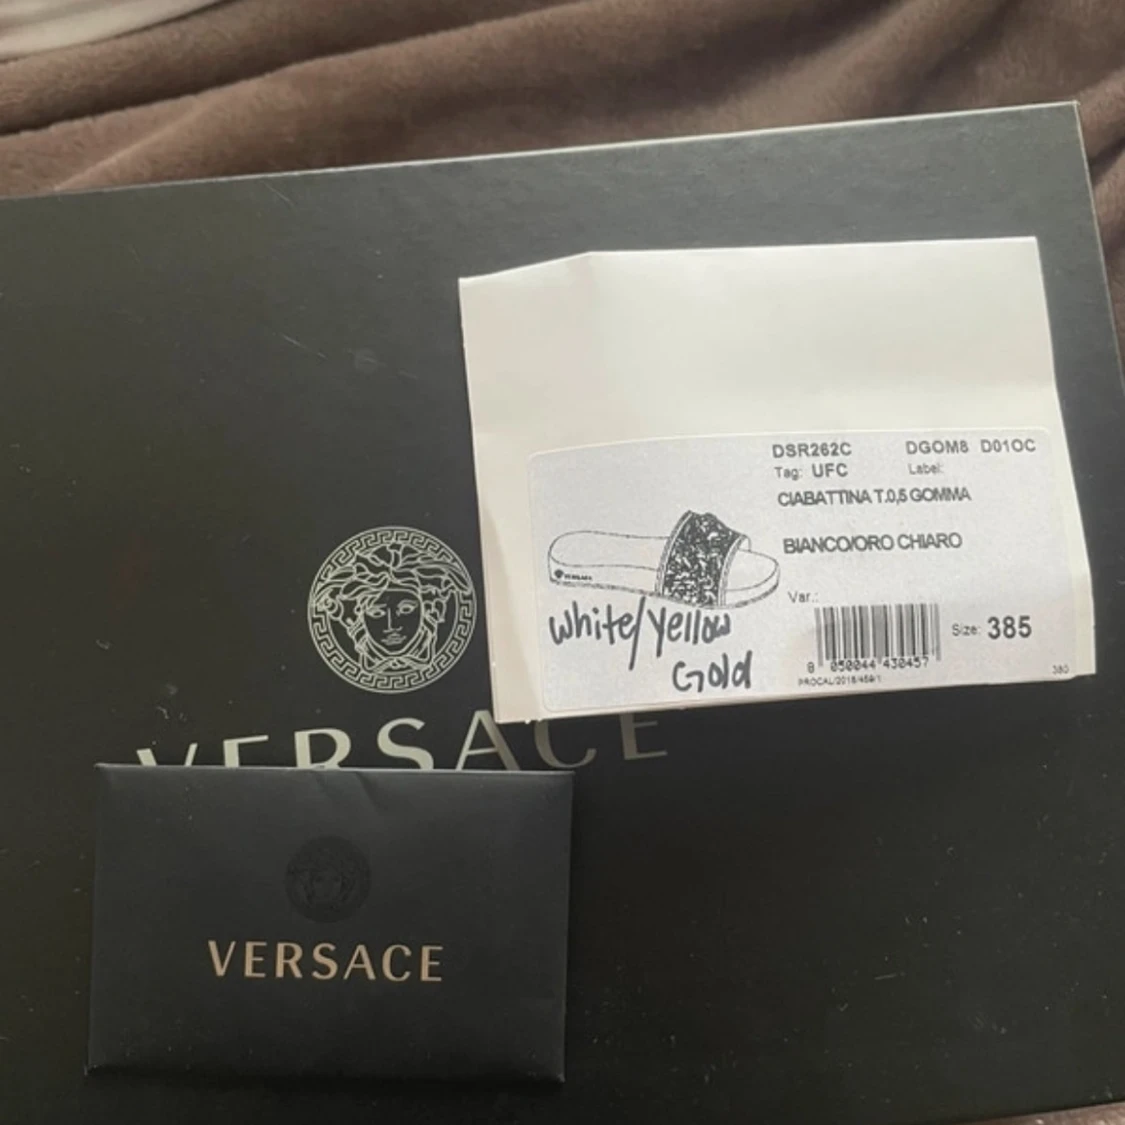 DSR262C DGOM8 D01OC
Tag: UFC Label:
CIABATTINA T.0,5 GOMMA
BIANCO/ORO CHIARO
VERSACE
Var.:
White/Yellow
Gold
Size: 385
8 050044 430457
PROCAL/2018/459/1
380
VERSACE
VERSACE